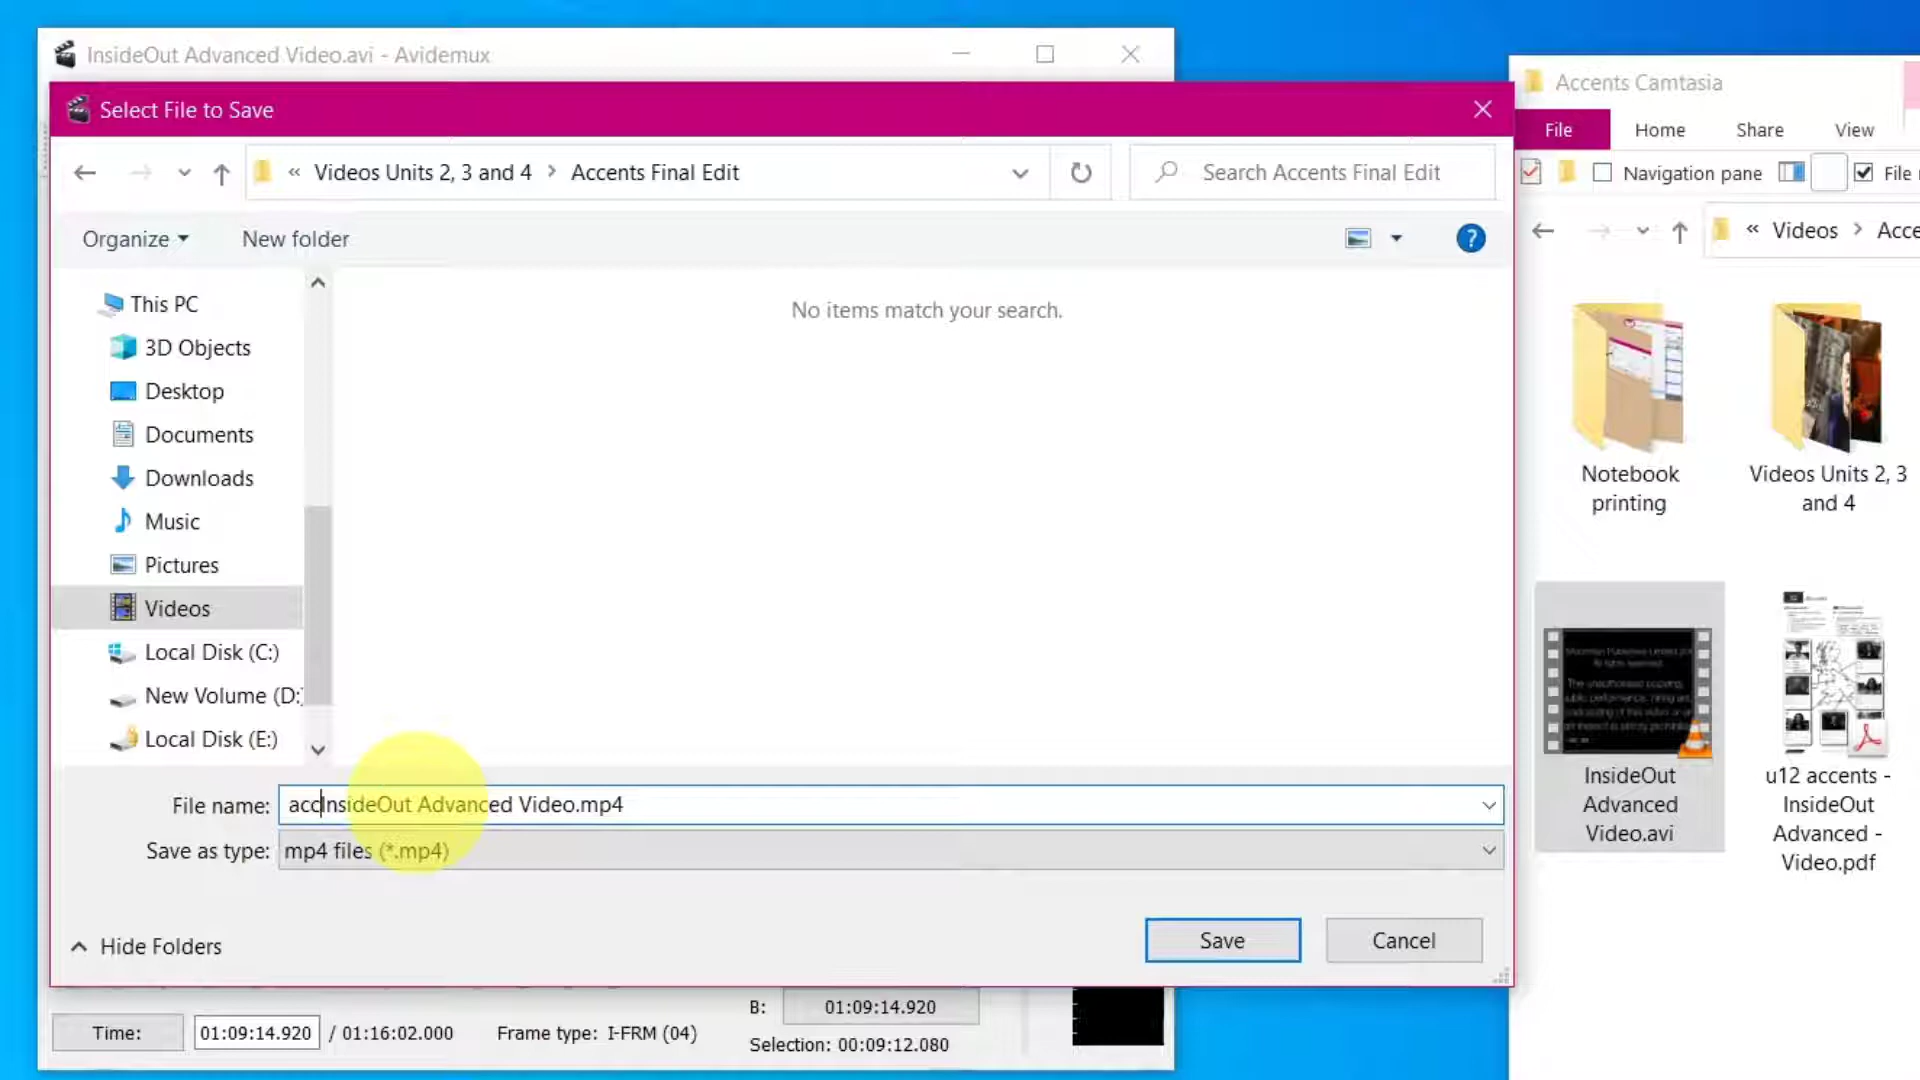 InsideOut Advanced Video.avi - Avidemux
Select File to Save
« Videos Units 2, 3 and 4 > Accents Final Edit
Search Accents Final Edit
Organize
New folder
?
No items match your search.
This PC
3D Objects
Desktop
Documents
Downloads
Music
Pictures
Videos
Local Disk (C:)
New Volume (D:)
Local Disk (E:)
File name:
accInsideOut Advanced Video.mp4
Save as type:
mp4 files (*.mp4)
Hide Folders
Save
Cancel
B:
01:09:14.920
Time:
01:09:14.920
/ 01:16:02.000
Frame type: I-FRM (04)
Selection: 00:09:12.080
Accents Camtasia
File
Home
Share
View
Navigation pane
File
« Videos > Acce
Notebook
printing
Videos Units 2, 3
and 4
InsideOut
Advanced
Video.avi
u12 accents -
InsideOut
Advanced -
Video.pdf